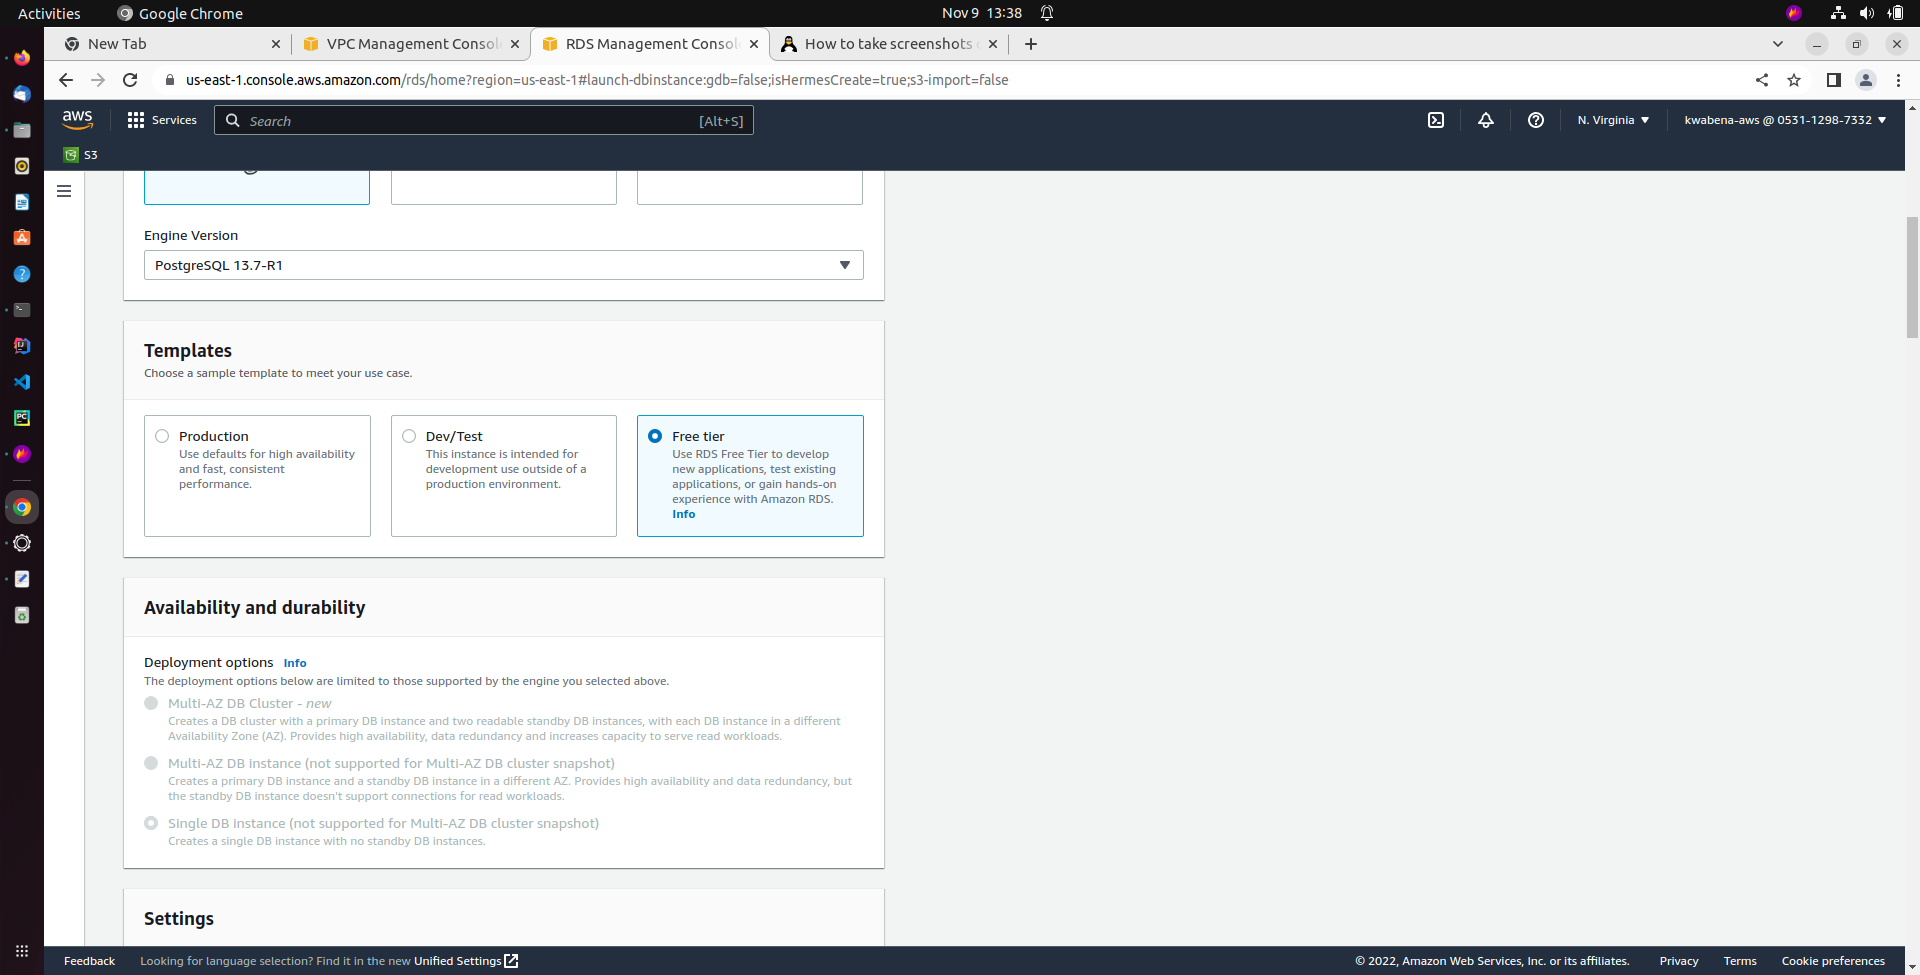 Activities
Google Chrome
Nov 9 13:38
New Tab
VPC Management Consol
RDS Management Consol
How to take screenshots
us-east-1.console.aws.amazon.com/rds/home?region=us-east-1#launch-dbinstance:gdb=false;isHermesCreate=true;s3-import=false
aws
Services
Search
[Alt+S]
N. Virginia
kwabena-aws @ 0531-1298-7332
S3
Engine Version
PostgreSQL 13.7-R1
Templates
Choose a sample template to meet your use case.
Production
Use defaults for high availability
and fast, consistent
performance.
Dev/Test
This instance is intended for
development use outside of a
production environment.
Free tier
Use RDS Free Tier to develop
new applications, test existing
applications, or gain hands-on
experience with Amazon RDS.
Info
Availability and durability
Deployment options Info
The deployment options below are limited to those supported by the engine you selected above.
Multi-AZ DB Cluster - new
Creates a DB cluster with a primary DB instance and two readable standby DB instances, with each DB instance in a different
Availability Zone (AZ). Provides high availability, data redundancy and increases capacity to serve read workloads.
Multi-AZ DB instance (not supported for Multi-AZ DB cluster snapshot)
Creates a primary DB instance and a standby DB instance in a different AZ. Provides high availability and data redundancy, but
the standby DB instance doesn't support connections for read workloads.
Single DB instance (not supported for Multi-AZ DB cluster snapshot)
Creates a single DB instance with no standby DB instances.
Settings
Feedback
Looking for language selection? Find it in the new Unified Settings
© 2022, Amazon Web Services, Inc. or its affiliates.
Privacy
Terms
Cookie preferences